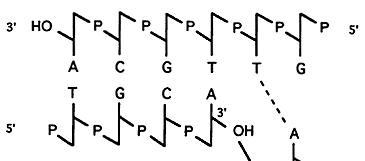 3' HO P P P P P P 5'
A C G T T G
T G C A
3'
5' P P P P OH A